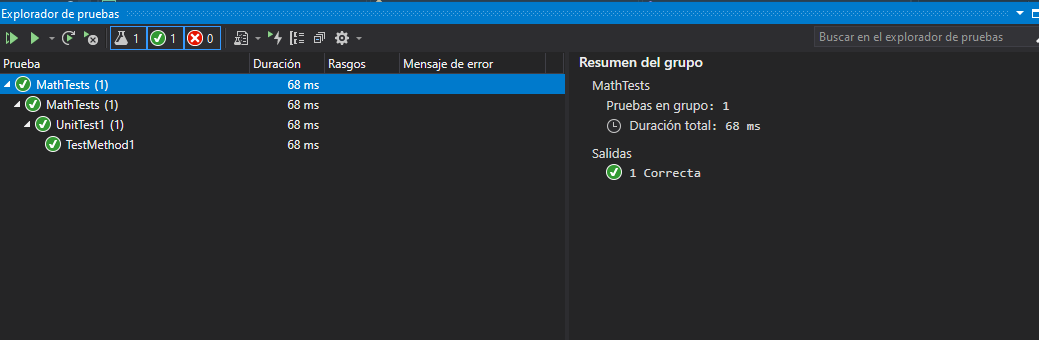 Explorador de pruebas
1 1 0
Buscar en el explorador de pruebas
Prueba Duración Rasgos Mensaje de error
MathTests (1) 68 ms
MathTests (1) 68 ms
UnitTest1 (1) 68 ms
TestMethod1 68 ms
Resumen del grupo
MathTests
Pruebas en grupo: 1
Duración total: 68 ms
Salidas
1 Correcta